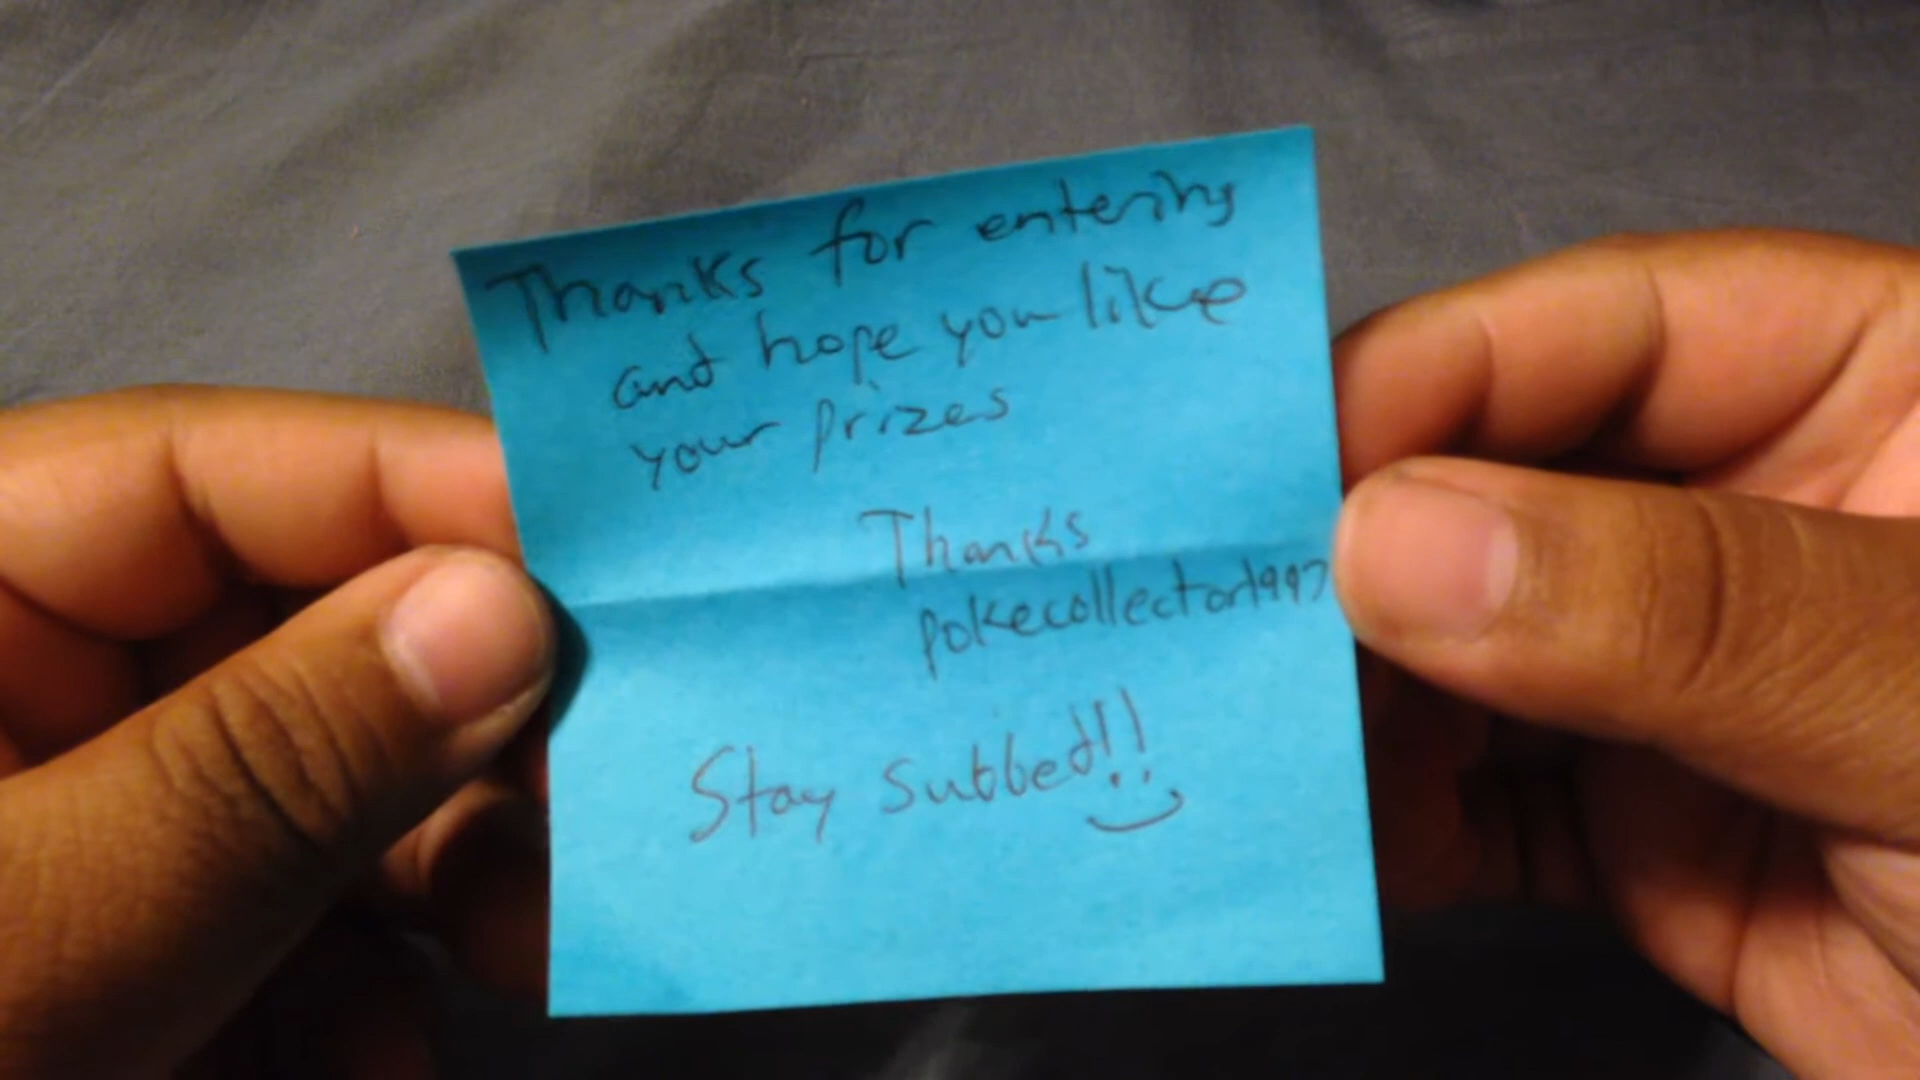 Thanks for entering
and hope you like
your prizes
Thanks
pokecollector1997
Stay subbed!!